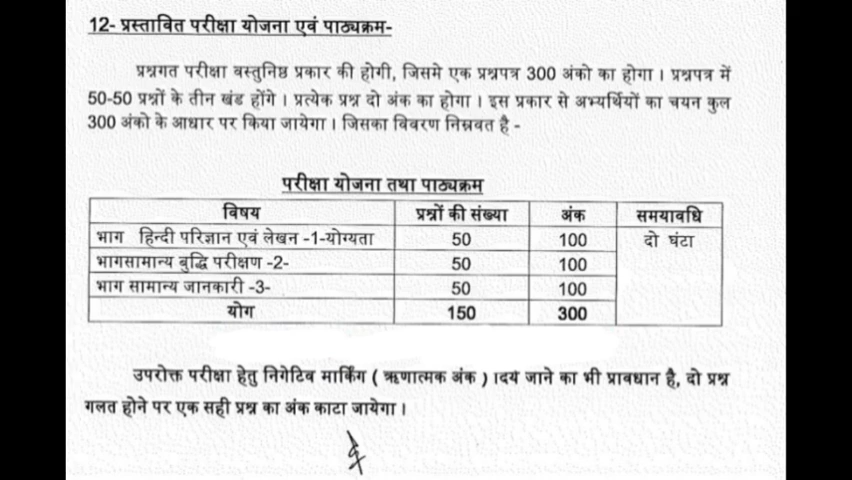 12- प्रस्तावित परीक्षा योजना एवं पाठ्यक्रम-
प्रश्नगत परीक्षा वस्तुनिष्ठ प्रकार की होगी, जिसमे एक प्रश्नपत्र 300 अंको का होगा । प्रश्नपत्र में
50-50 प्रश्नों के तीन खंड होंगे । प्रत्येक प्रश्न दो अंक का होगा । इस प्रकार से अभ्यर्थियों का चयन कुल
300 अंको के आधार पर किया जायेगा । जिसका विवरण निम्नवत है -
परीक्षा योजना तथा पाठ्यक्रम
विषय प्रश्नों की संख्या अंक समयावधि
भाग हिन्दी परिज्ञान एवं लेखन -1-योग्यता 50 100 दो घंटा
भागसामान्य बुद्धि परीक्षण -2- 50 100
भाग सामान्य जानकारी -3- 50 100
योग 150 300
उपरोक्त परीक्षा हेतु निगेटिव मार्किंग ( ऋणात्मक अंक ) ।दिये जाने का भी प्रावधान है, दो प्रश्न
गलत होने पर एक सही प्रश्न का अंक काटा जायेगा ।